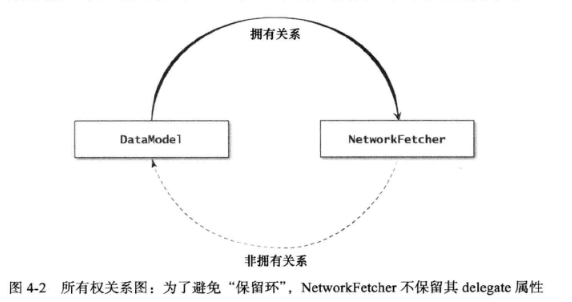 拥有关系
DataModel
NetworkFetcher
非拥有关系
图 4-2 所有权关系图：为了避免“保留环”，NetworkFetcher 不保留其 delegate 属性